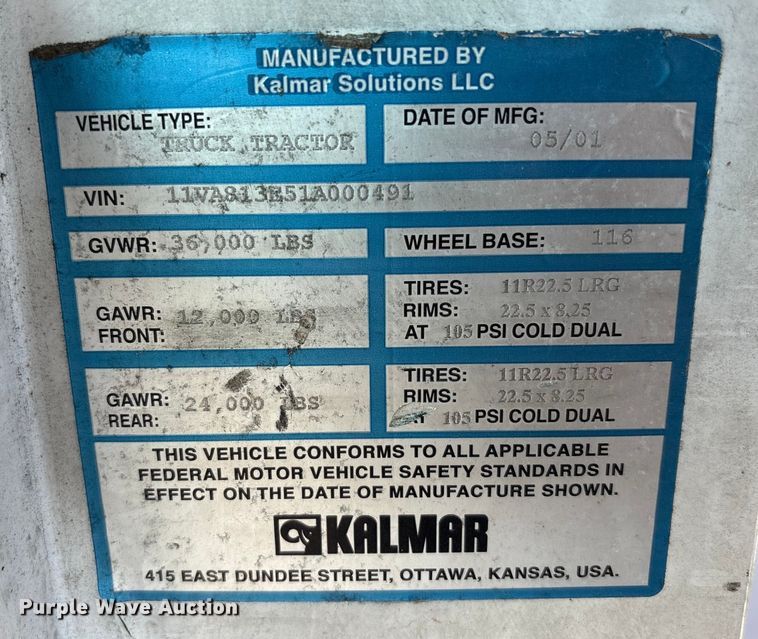 MANUFACTURED BY
Kalmar Solutions LLC
VEHICLE TYPE:
TRUCK TRACTOR
DATE OF MFG:
05/01
VIN: 11VA813E51A000491
GVWR: 36,000 LBS
WHEEL BASE: 116
GAWR: 12,000 LBS
FRONT:
TIRES: 11R22.5 LRG
RIMS: 22.5 x 8.25
AT 105 PSI COLD DUAL
GAWR: 24,000 LBS
REAR:
TIRES: 11R22.5 LRG
RIMS: 22.5 x 8.25
AT 105 PSI COLD DUAL
THIS VEHICLE CONFORMS TO ALL APPLICABLE
FEDERAL MOTOR VEHICLE SAFETY STANDARDS IN
EFFECT ON THE DATE OF MANUFACTURE SHOWN.
KALMAR
415 EAST DUNDEE STREET, OTTAWA, KANSAS, USA.
Purple Wave Auction